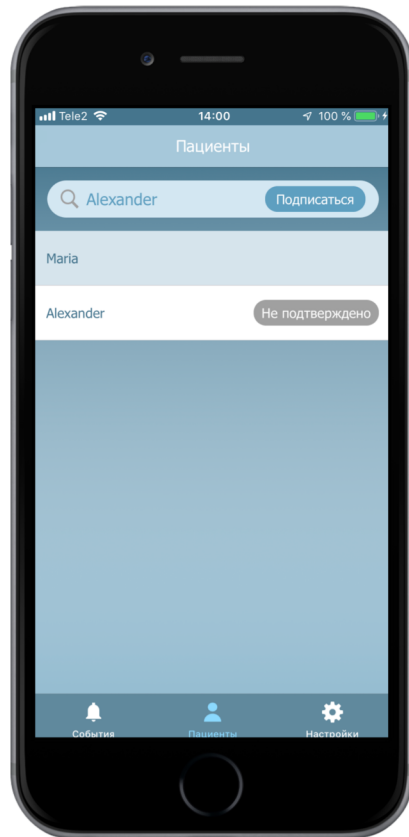 Tele2 14:00 100 %
Пациенты
Alexander Подписаться
Maria
Alexander Не подтверждено
События Пациенты Настройки